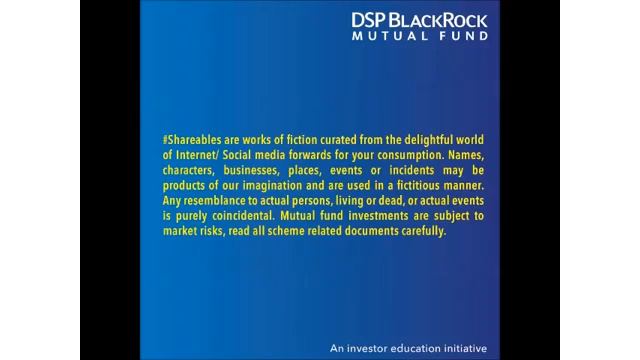 DSP BLACKROCK
MUTUAL FUND
#Shareables are works of fiction curated from the delightful world
of Internet/ Social media forwards for your consumption. Names,
characters, businesses, places, events or incidents may be
products of our imagination and are used in a fictitious manner.
Any resemblance to actual persons, living or dead, or actual events
is purely coincidental. Mutual fund investments are subject to
market risks, read all scheme related documents carefully.
An investor education initiative